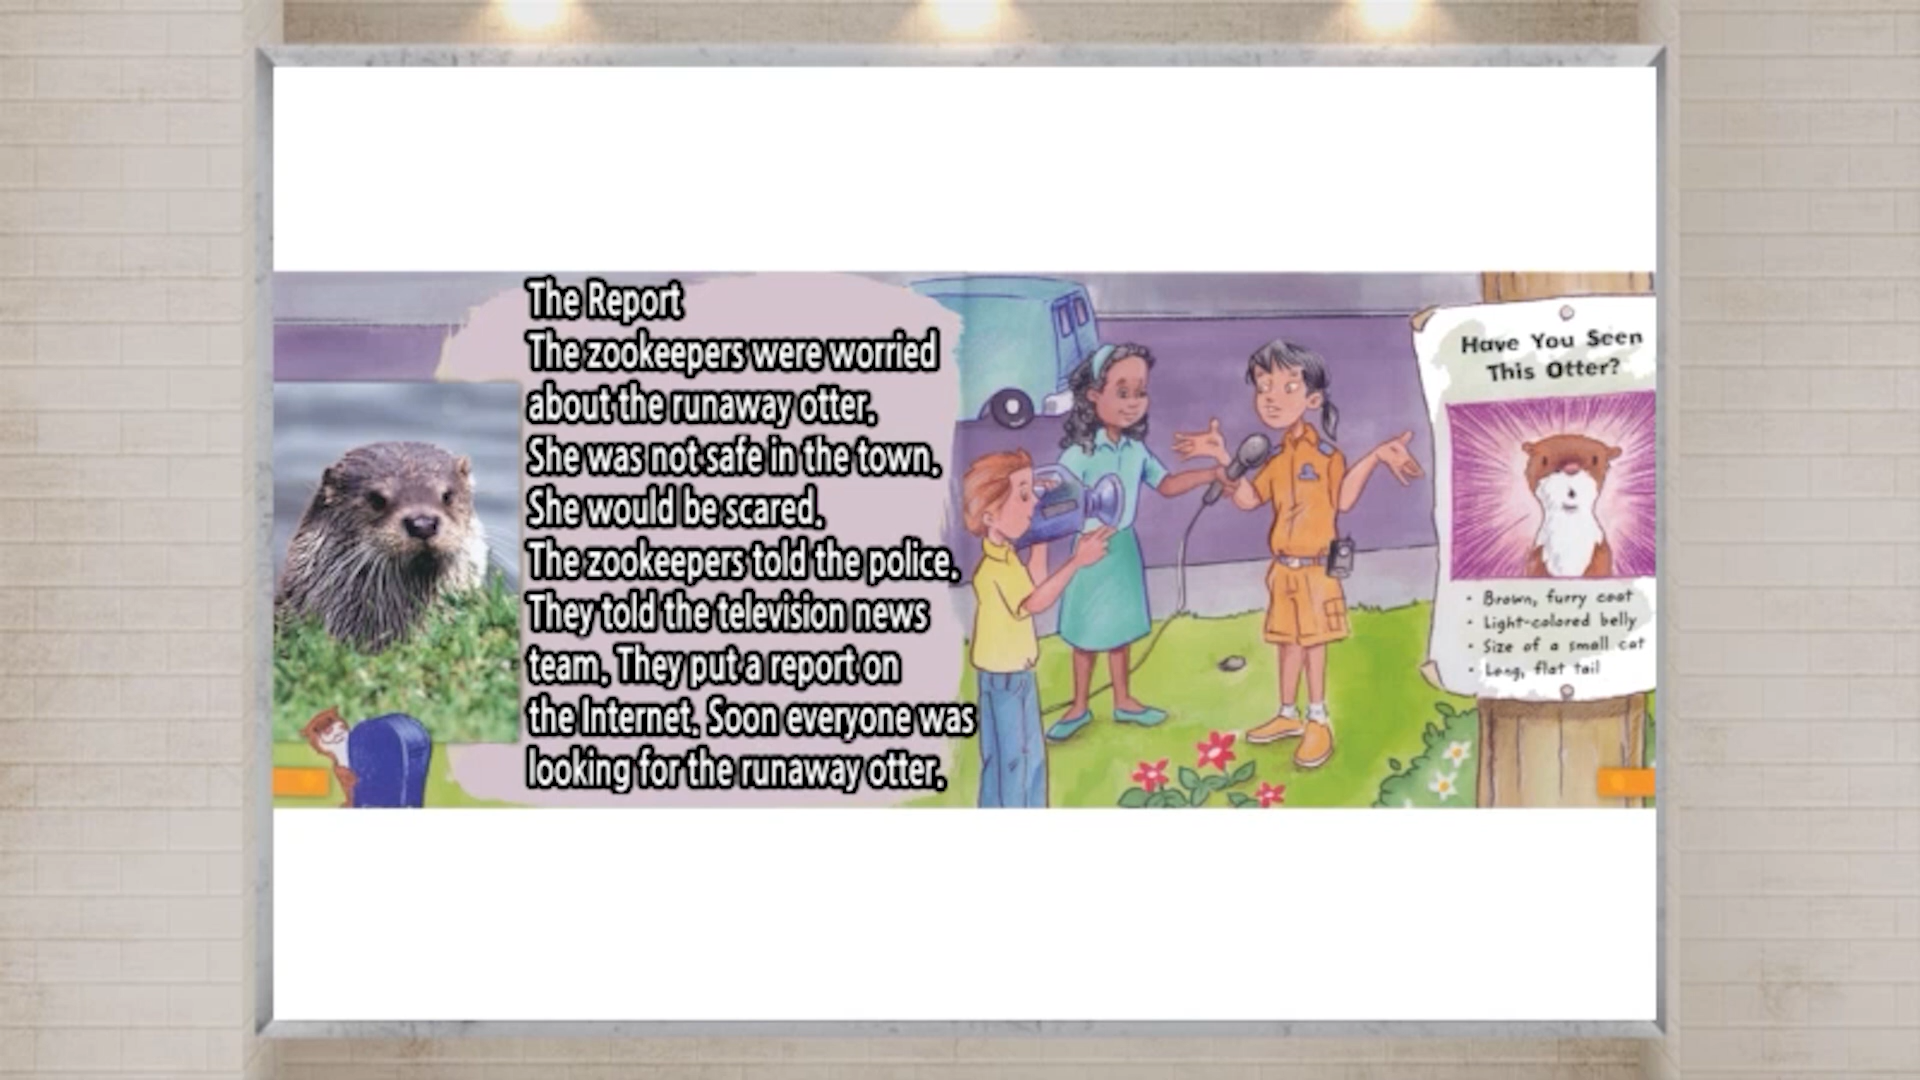 The Report
The zookeepers were worried
about the runaway otter.
She was not safe in the town.
She would be scared.
The zookeepers told the police.
They told the television news
team. They put a report on
the Internet. Soon everyone was
looking for the runaway otter.
Have You Seen
This Otter?
• Brown, furry coat
• Light-colored belly
• Size of a small cat
• Long, flat tail